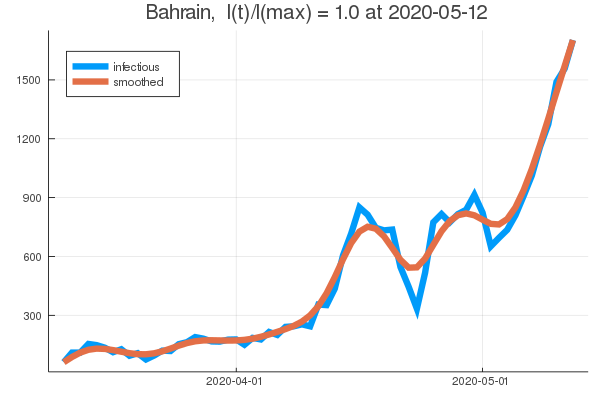 Bahrain,  I(t)/I(max) = 1.0 at 2020-05-12
infectious
smoothed
1500
1200
900
600
300
2020-04-01 2020-05-01